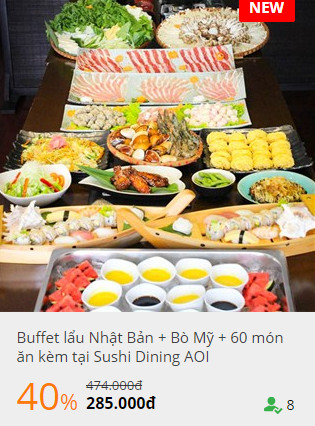 NEW
Buffet lẩu Nhật Bản + Bò Mỹ + 60 món
ăn kèm tại Sushi Dining AOI
40% 474.000đ
285.000đ
8